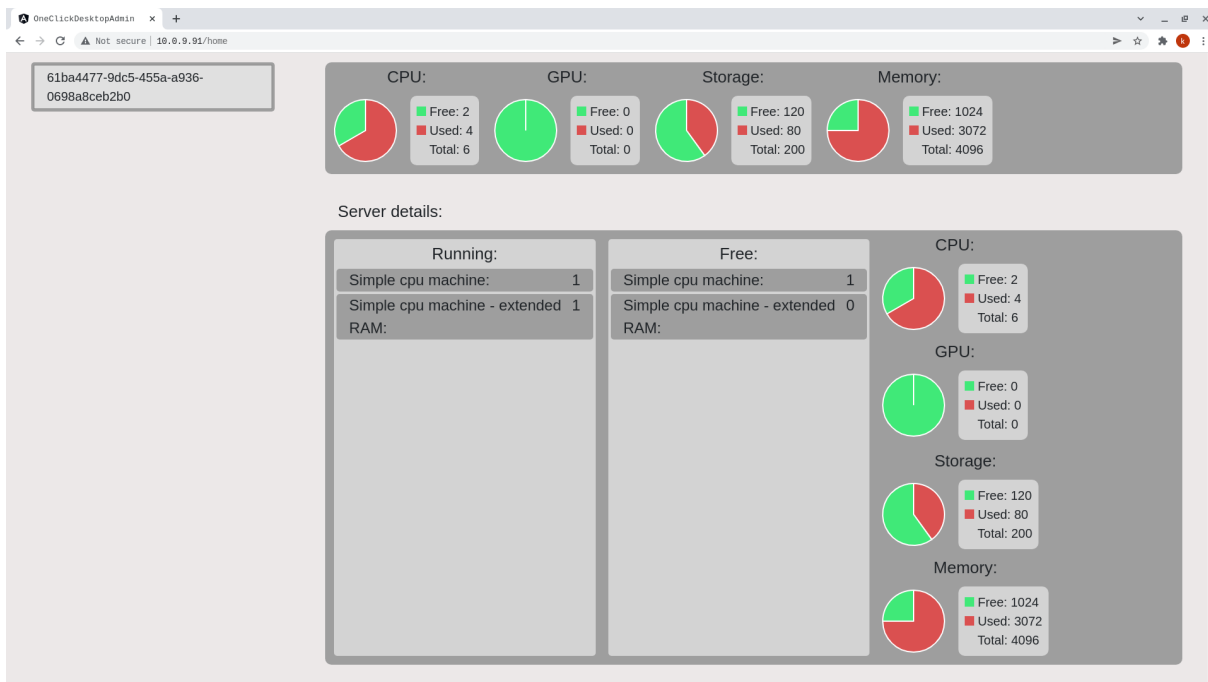 OneClickDesktopAdmin
Not secure 10.0.9.91/home
k
61ba4477-9dc5-455a-a936-
0698a8ceb2b0
CPU:
Free: 2
Used: 4
Total: 6
GPU:
Free: 0
Used: 0
Total: 0
Storage:
Free: 120
Used: 80
Total: 200
Memory:
Free: 1024
Used: 3072
Total: 4096
Server details:
Running:
Simple cpu machine: 1
Simple cpu machine - extended 1
RAM:
Free:
Simple cpu machine: 1
Simple cpu machine - extended 0
RAM:
CPU:
Free: 2
Used: 4
Total: 6
GPU:
Free: 0
Used: 0
Total: 0
Storage:
Free: 120
Used: 80
Total: 200
Memory:
Free: 1024
Used: 3072
Total: 4096